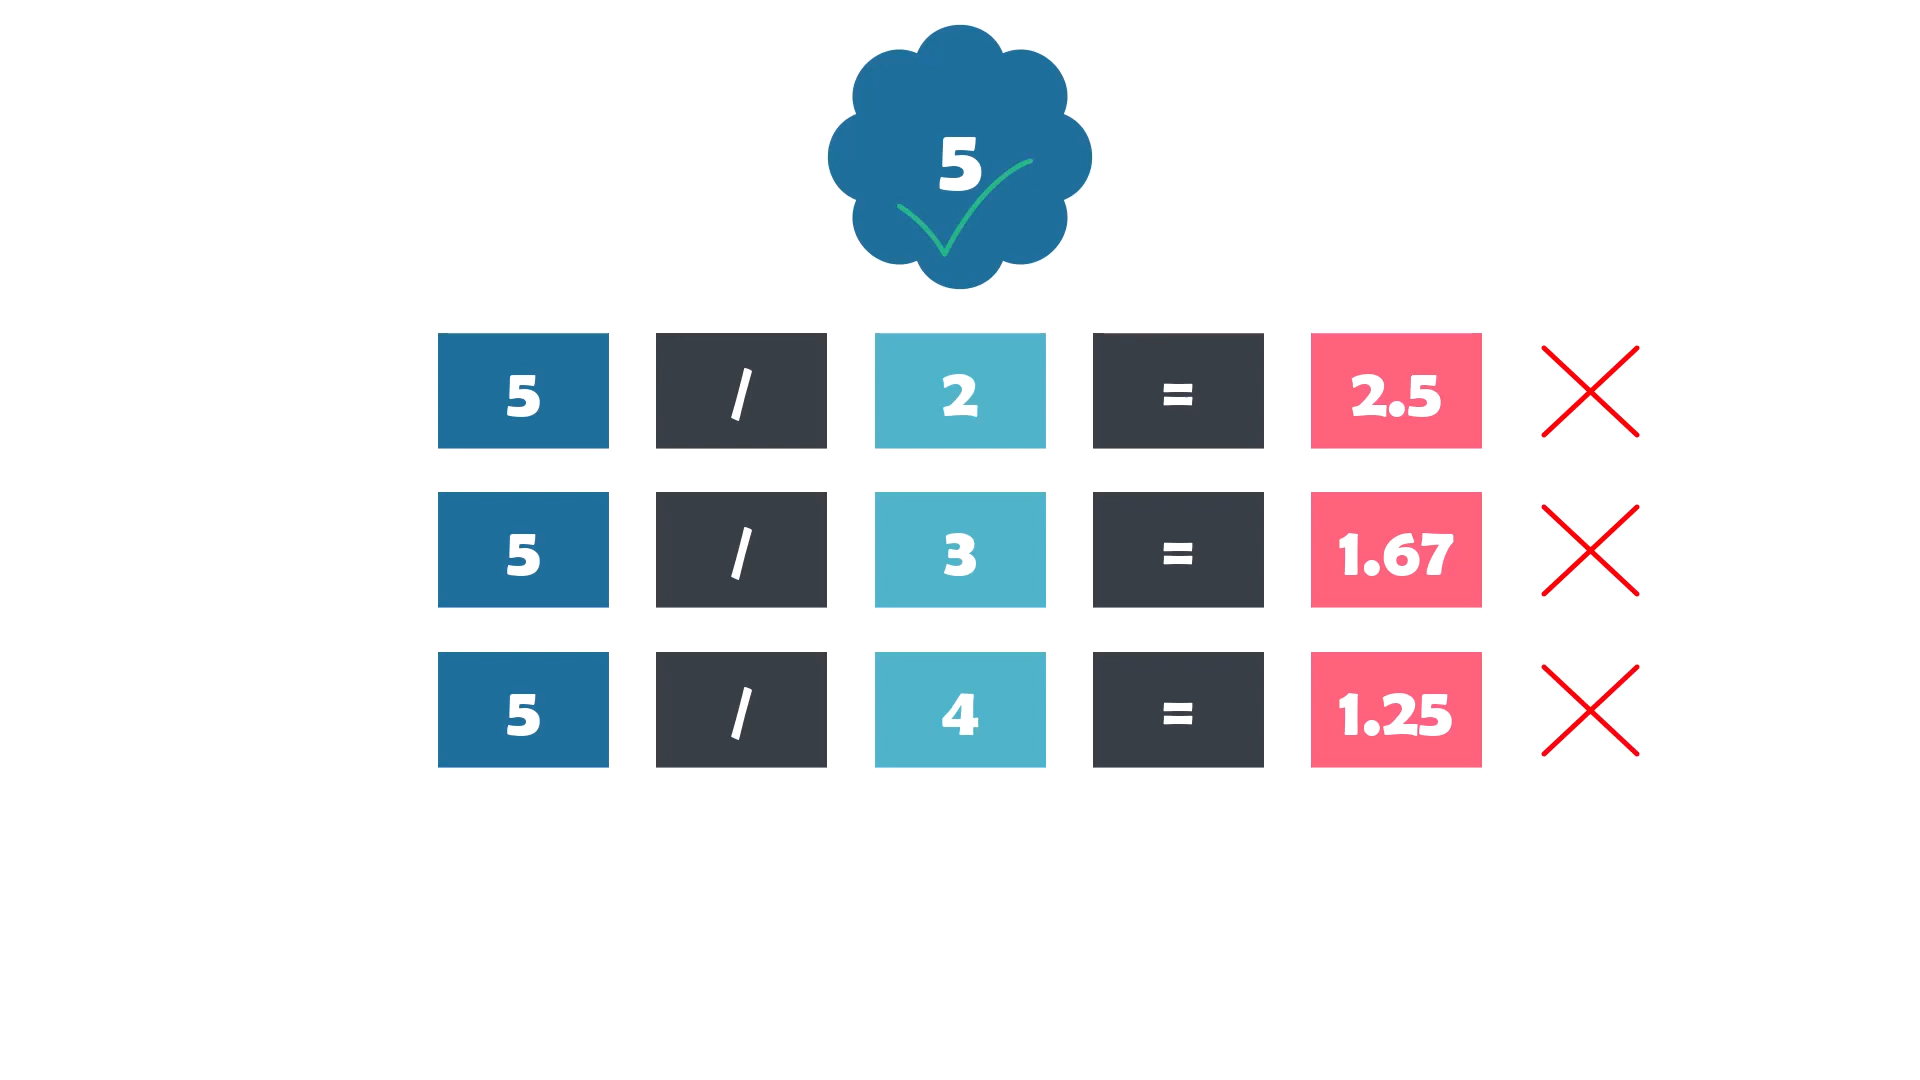 5
5 / 2 = 2.5
5 / 3 = 1.67
5 / 4 = 1.25